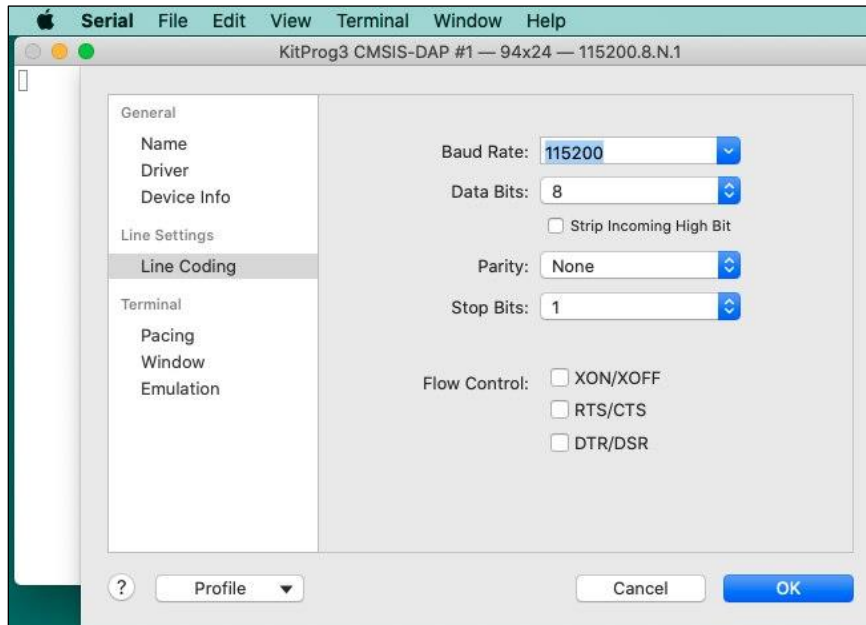 Serial File Edit View Terminal Window Help
KitProg3 CMSIS-DAP #1 — 94x24 — 115200.8.N.1
General
Name
Driver
Device Info
Line Settings
Line Coding
Terminal
Pacing
Window
Emulation
Baud Rate: 115200
Data Bits: 8
Strip Incoming High Bit
Parity: None
Stop Bits: 1
Flow Control: XON/XOFF
RTS/CTS
DTR/DSR
? Profile Cancel OK